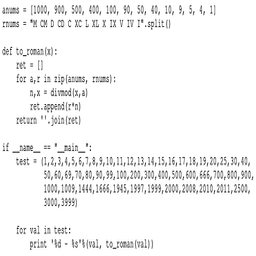 anums = [1000, 900, 500, 400, 100, 90, 50, 40, 10, 9, 5, 4, 1]
rnums = "M CM D CD C XC L XL X IX V IV I".split()
def to_roman(x):
    ret = []
    for a,r in zip(anums, rnums):
        n,x = divmod(x,a)
        ret.append(r*n)
    return ''.join(ret)
if __name__ == "__main__":
    test = (1,2,3,4,5,6,7,8,9,10,11,12,13,14,15,16,17,18,19,20,25,30,40,
            50,60,69,70,80,90,99,100,200,300,400,500,600,666,700,800,900,
            1000,1009,1444,1666,1945,1997,1999,2000,2008,2010,2011,2500,
            3000,3999)
    for val in test:
        print '%d - %s'%(val, to_roman(val))